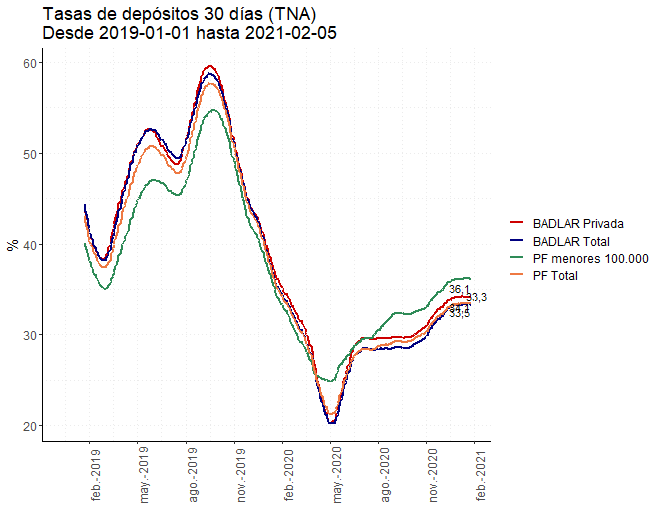 Tasas de depósitos 30 días (TNA)
Desde 2019-01-01 hasta 2021-02-05
%
60
50
40
30
20
feb.-2019
may.-2019
ago.-2019
nov.-2019
feb.-2020
may.-2020
ago.-2020
nov.-2020
feb.-2021
36,1
33,3
33,5
BADLAR Privada
BADLAR Total
PF menores 100.000
PF Total